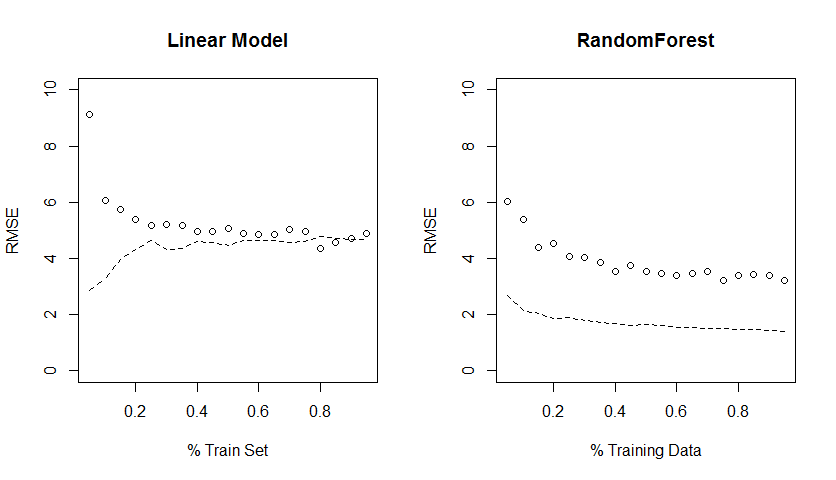 Linear Model
RMSE
0
2
4
6
8
10
0.2 0.4 0.6 0.8
% Train Set
RandomForest
RMSE
0
2
4
6
8
10
0.2 0.4 0.6 0.8
% Training Data